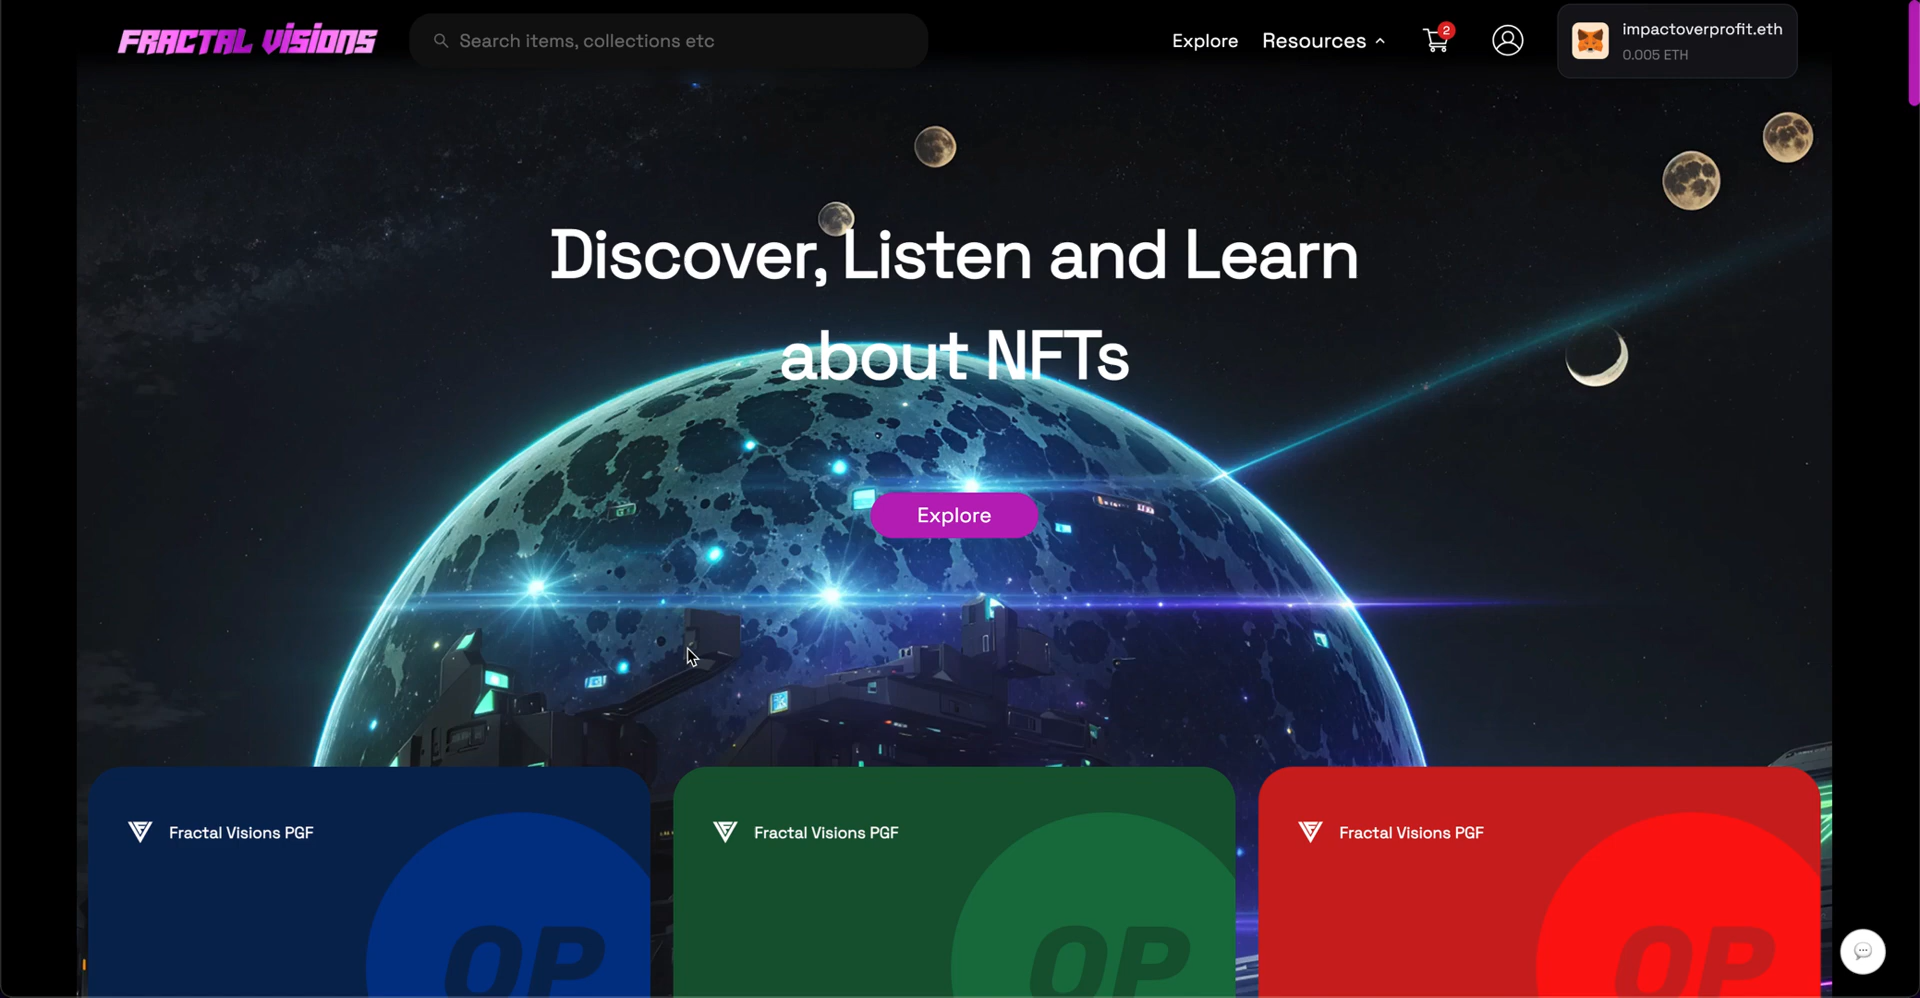 FRACTAL VISIONS
Search items, collections etc
Explore
Resources
2
impactoverprofit.eth
0.005 ETH
Discover, Listen and Learn
about NFTs
Explore
Fractal Visions PGF
OP
Fractal Visions PGF
OP
Fractal Visions PGF
OP